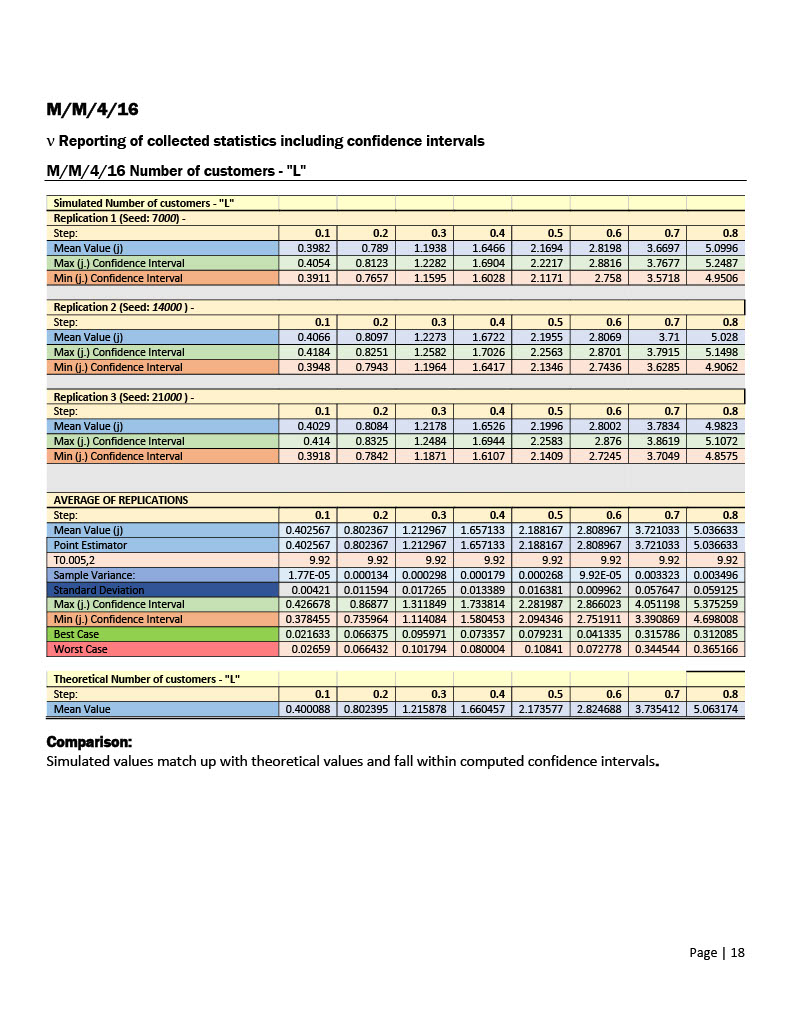 M/M/4/16
ν Reporting of collected statistics including confidence intervals
M/M/4/16 Number of customers - "L"
Simulated Number of customers - "L"
Replication 1 (Seed: 7000) -
Step: 0.1 0.2 0.3 0.4 0.5 0.6 0.7 0.8
Mean Value (j) 0.3982 0.789 1.1938 1.6466 2.1694 2.8198 3.6697 5.0996
Max (j.) Confidence Interval 0.4054 0.8123 1.2282 1.6904 2.2217 2.8816 3.7677 5.2487
Min (j.) Confidence Interval 0.3911 0.7657 1.1595 1.6028 2.1171 2.758 3.5718 4.9506
Replication 2 (Seed: 14000 ) -
Step: 0.1 0.2 0.3 0.4 0.5 0.6 0.7 0.8
Mean Value (j) 0.4066 0.8097 1.2273 1.6722 2.1955 2.8069 3.71 5.028
Max (j.) Confidence Interval 0.4184 0.8251 1.2582 1.7026 2.2563 2.8701 3.7915 5.1498
Min (j.) Confidence Interval 0.3948 0.7943 1.1964 1.6417 2.1346 2.7436 3.6285 4.9062
Replication 3 (Seed: 21000 ) -
Step: 0.1 0.2 0.3 0.4 0.5 0.6 0.7 0.8
Mean Value (j) 0.4029 0.8084 1.2178 1.6526 2.1996 2.8002 3.7834 4.9823
Max (j.) Confidence Interval 0.414 0.8325 1.2484 1.6944 2.2583 2.876 3.8619 5.1072
Min (j.) Confidence Interval 0.3918 0.7842 1.1871 1.6107 2.1409 2.7245 3.7049 4.8575
AVERAGE OF REPLICATIONS
Step: 0.1 0.2 0.3 0.4 0.5 0.6 0.7 0.8
Mean Value (j) 0.402567 0.802367 1.212967 1.657133 2.188167 2.808967 3.721033 5.036633
Point Estimator 0.402567 0.802367 1.212967 1.657133 2.188167 2.808967 3.721033 5.036633
T0.005,2 9.92 9.92 9.92 9.92 9.92 9.92 9.92 9.92
Sample Variance: 1.77E-05 0.000134 0.000298 0.000179 0.000268 9.92E-05 0.003323 0.003496
Standard Deviation 0.00421 0.011594 0.017265 0.013389 0.016381 0.009962 0.057647 0.059125
Max (j.) Confidence Interval 0.426678 0.86877 1.311849 1.733814 2.281987 2.866023 4.051198 5.375259
Min (j.) Confidence Interval 0.378455 0.735964 1.114084 1.580453 2.094346 2.751911 3.390869 4.698008
Best Case 0.021633 0.066375 0.095971 0.073357 0.079231 0.041335 0.315786 0.312085
Worst Case 0.02659 0.066432 0.101794 0.080004 0.10841 0.072778 0.344544 0.365166
Theoretical Number of customers - "L"
Step: 0.1 0.2 0.3 0.4 0.5 0.6 0.7 0.8
Mean Value 0.400088 0.802395 1.215878 1.660457 2.173577 2.824688 3.735412 5.063174
Comparison:
Simulated values match up with theoretical values and fall within computed confidence intervals.
Page | 18